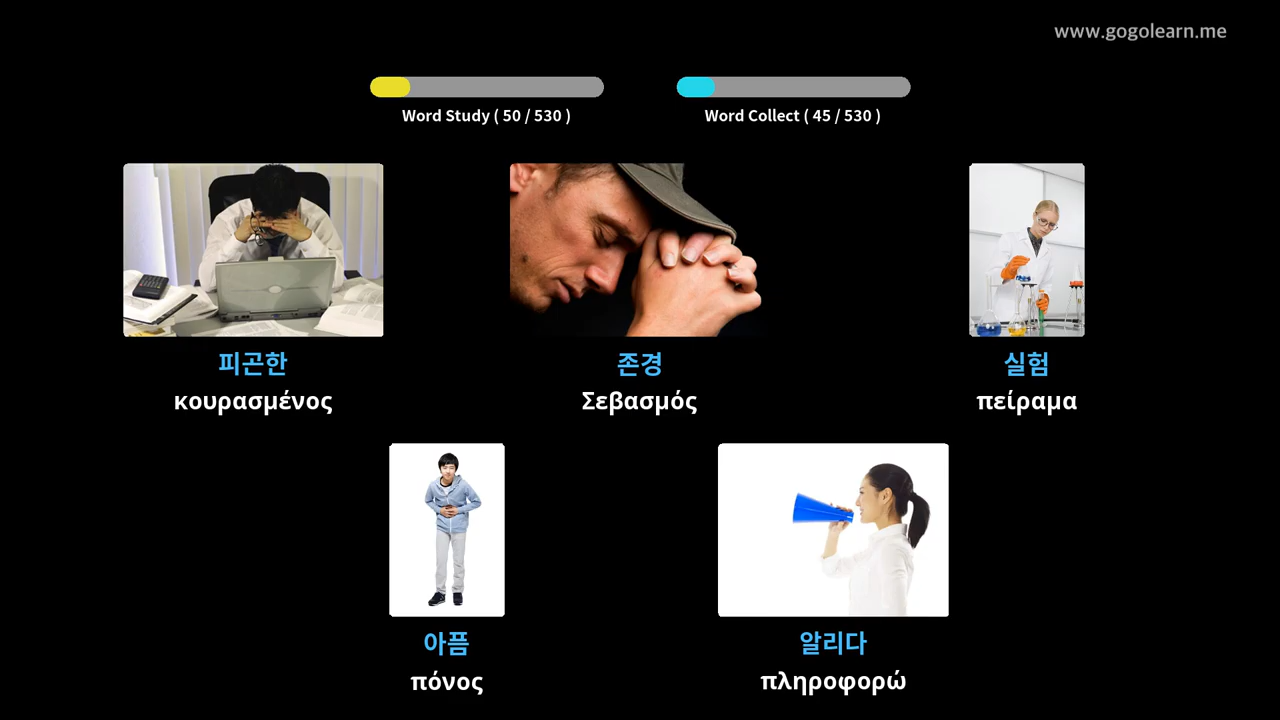 www.gogolearn.me
Word Study ( 50 / 530 )
Word Collect ( 45 / 530 )
피곤한
κουρασμένος
존경
Σεβασμός
실험
πείραμα
아픔
πόνος
알리다
πληροφορώ